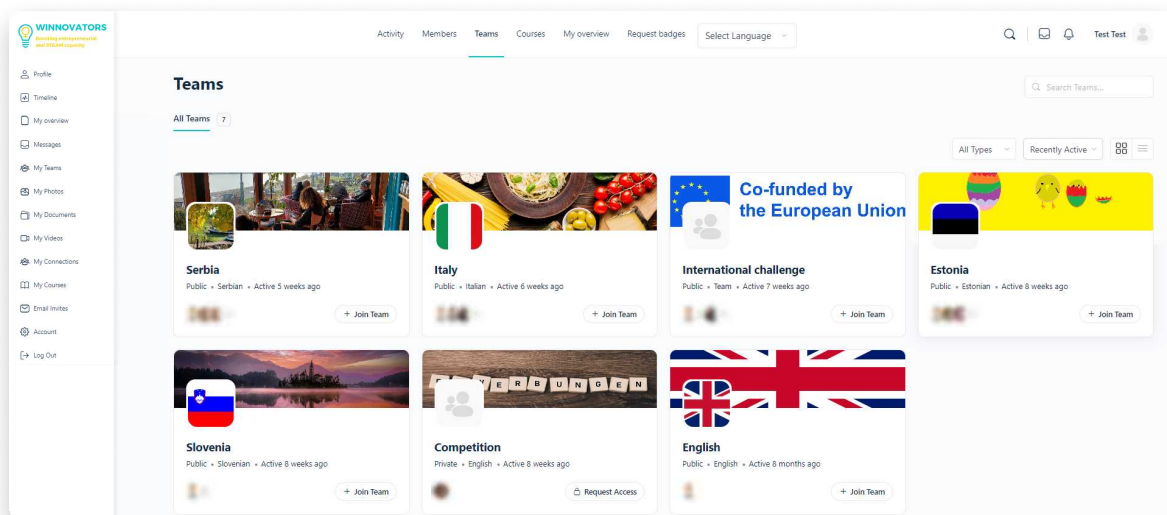 WINNOVATORS
Boosting entrepreneurial
and STEAM capacity
Activity Members Teams Courses My overview Request badges Select Language
Test Test
Profile
Timeline
My overview
Messages
My Teams
My Photos
My Documents
My Videos
My Connections
My Courses
Email Invites
Account
Log Out
Teams
Search Teams...
All Teams 7
All Types Recently Active
Serbia
Public • Serbian • Active 5 weeks ago
+ Join Team
Italy
Public • Italian • Active 6 weeks ago
+ Join Team
Co-funded by
the European Union
International challenge
Public • Team • Active 7 weeks ago
+ Join Team
Estonia
Public • Estonian • Active 8 weeks ago
+ Join Team
Slovenia
Public • Slovenian • Active 8 weeks ago
+ Join Team
ERBUNGEN
Competition
Private • English • Active 8 weeks ago
Request Access
English
Public • English • Active 8 months ago
+ Join Team